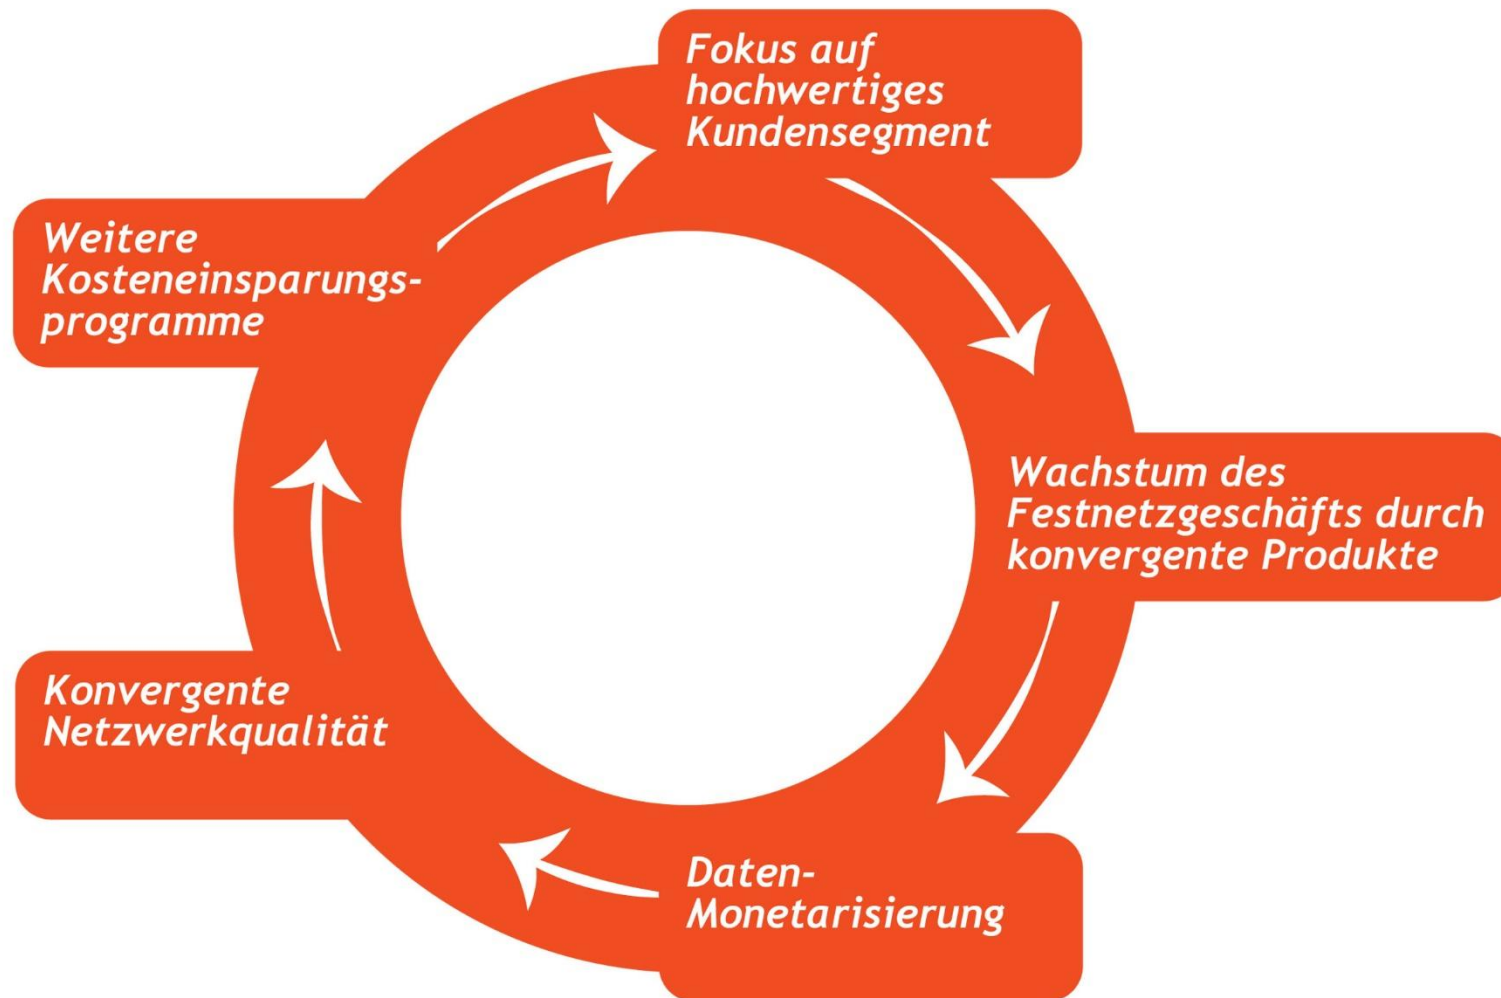 Fokus auf
hochwertiges
Kundensegment
Weitere
Kosteneinsparungs-
programme
Wachstum des
Festnetzgeschäfts durch
konvergente Produkte
Konvergente
Netzwerkqualität
Daten-
Monetarisierung